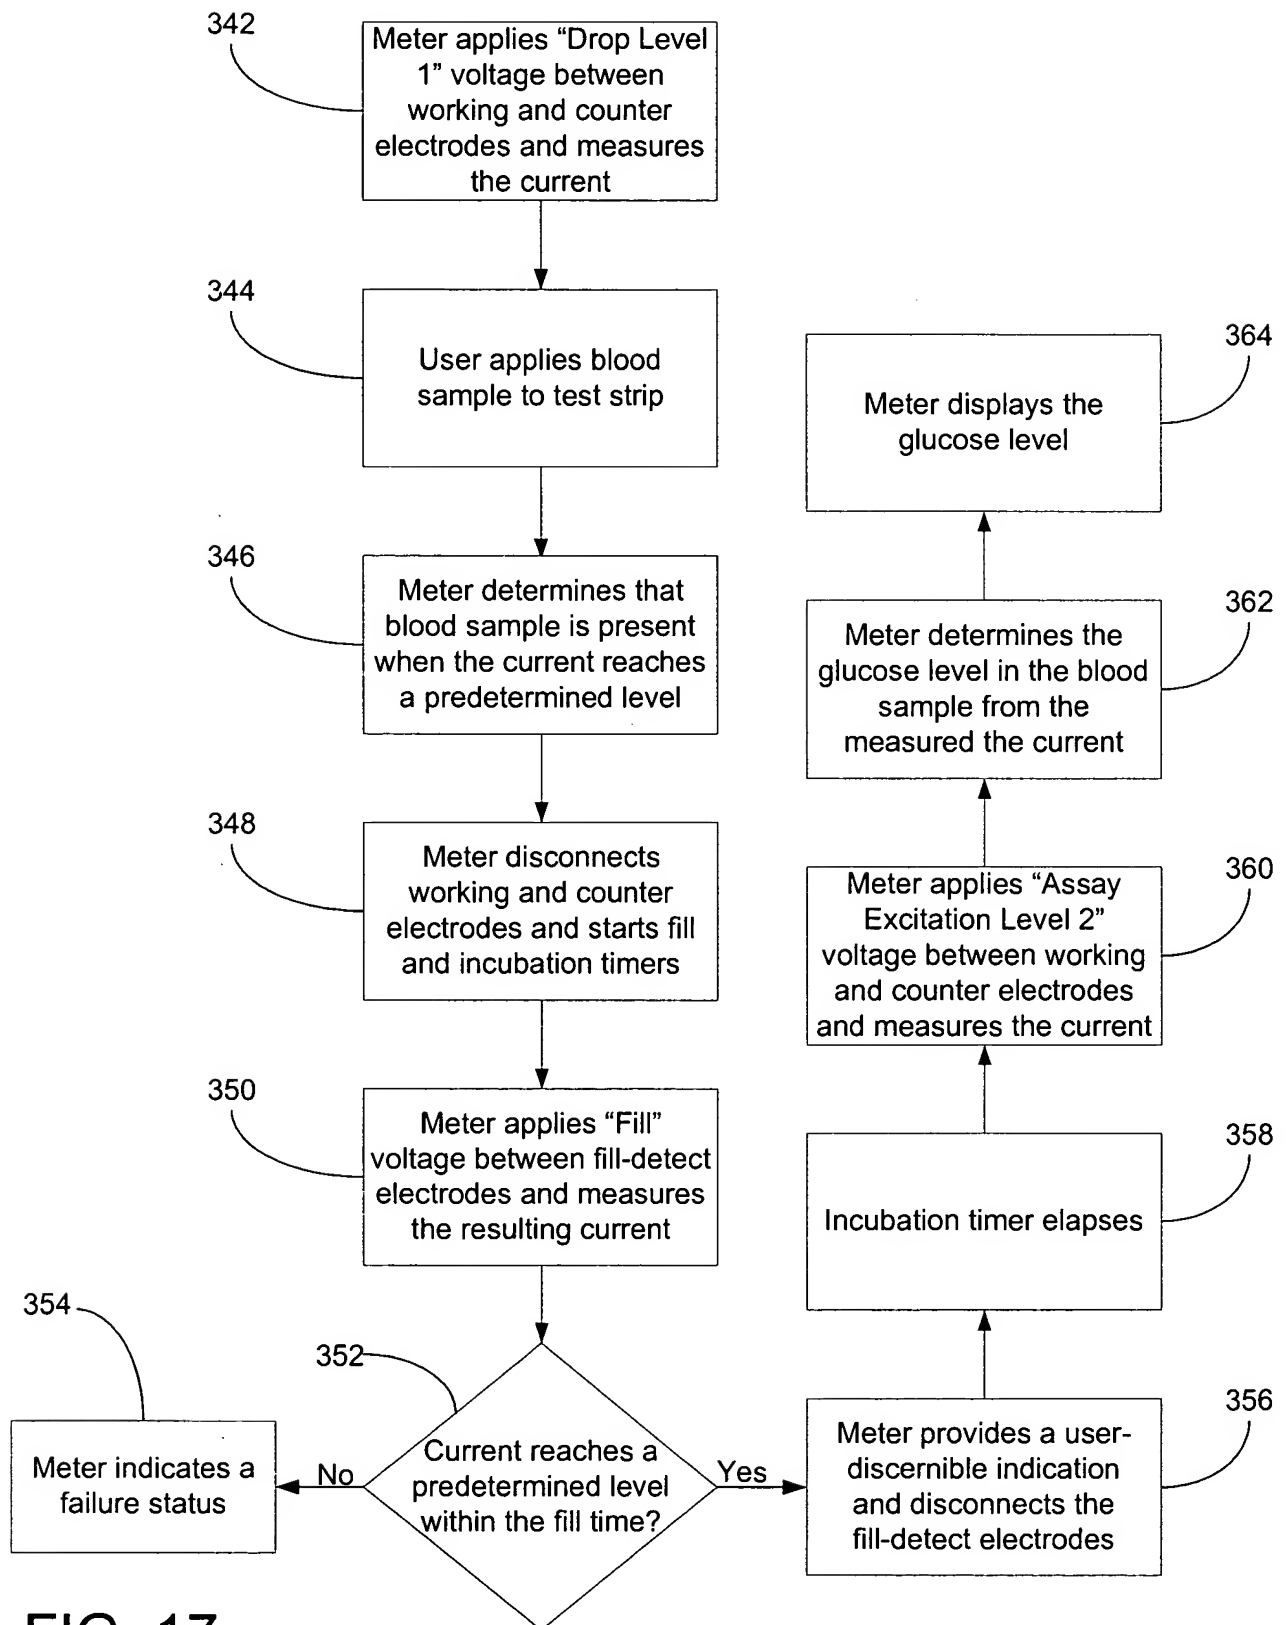 342
Meter applies “Drop Level
1” voltage between
working and counter
electrodes and measures
the current
344
User applies blood
sample to test strip
346
Meter determines that
blood sample is present
when the current reaches
a predetermined level
348
Meter disconnects
working and counter
electrodes and starts fill
and incubation timers
350
Meter applies “Fill”
voltage between fill-detect
electrodes and measures
the resulting current
352
Current reaches a
predetermined level
within the fill time?
No
354
Meter indicates a
failure status
Yes
356
Meter provides a user-
discernible indication
and disconnects the
fill-detect electrodes
358
Incubation timer elapses
360
Meter applies “Assay
Excitation Level 2”
voltage between working
and counter electrodes
and measures the current
362
Meter determines the
glucose level in the blood
sample from the
measured the current
364
Meter displays the
glucose level
FIG. 17